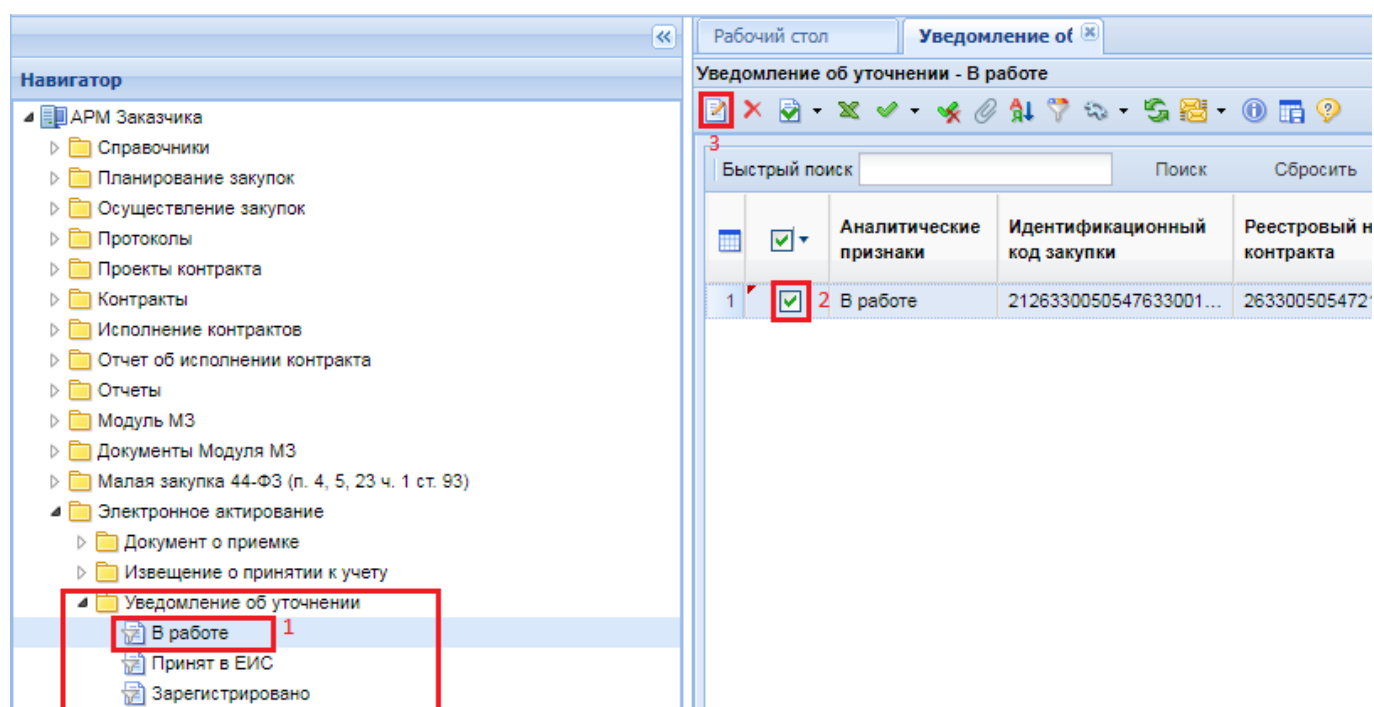 Рабочий стол
Уведомление об
Навигатор
Уведомление об уточнении - В работе
АРМ Заказчика
Справочники
Планирование закупок
Осуществление закупок
Протоколы
Проекты контракта
Контракты
Исполнение контрактов
Отчет об исполнении контракта
Отчеты
Модуль МЗ
Документы Модуля МЗ
Малая закупка 44-ФЗ (п. 4, 5, 23 ч. 1 ст. 93)
Электронное актирование
Документ о приемке
Извещение о принятии к учету
Уведомление об уточнении
В работе 1
Принят в ЕИС
Зарегистрировано
3
Быстрый поиск Поиск Сбросить
Аналитические признаки
Идентификационный код закупки
Реестровый н
контракта
1 2 В работе 2126330050547633001... 2633005054721